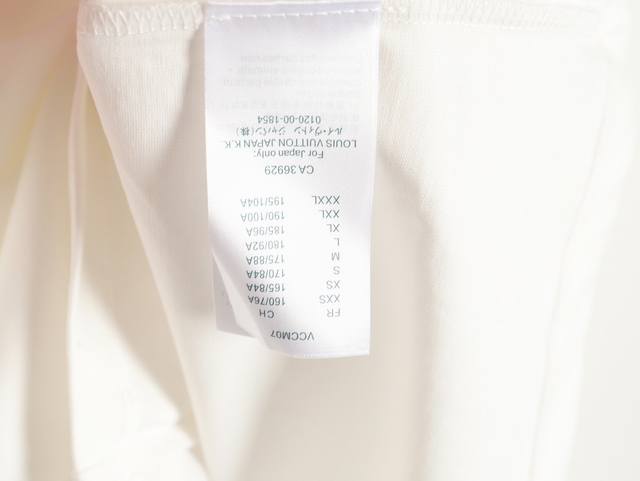 VCCM07
FR CH
XXS 160/76A
XS 165/84A
S 170/84A
M 175/88A
L 180/92A
XL 185/96A
XXL 190/100A
XXXL 195/104A
CA 36929
For Japan only:
LOUIS VUITTON JAPAN K.K.
ルイ・ヴィトン ジャパン(株)
0120-00-1854